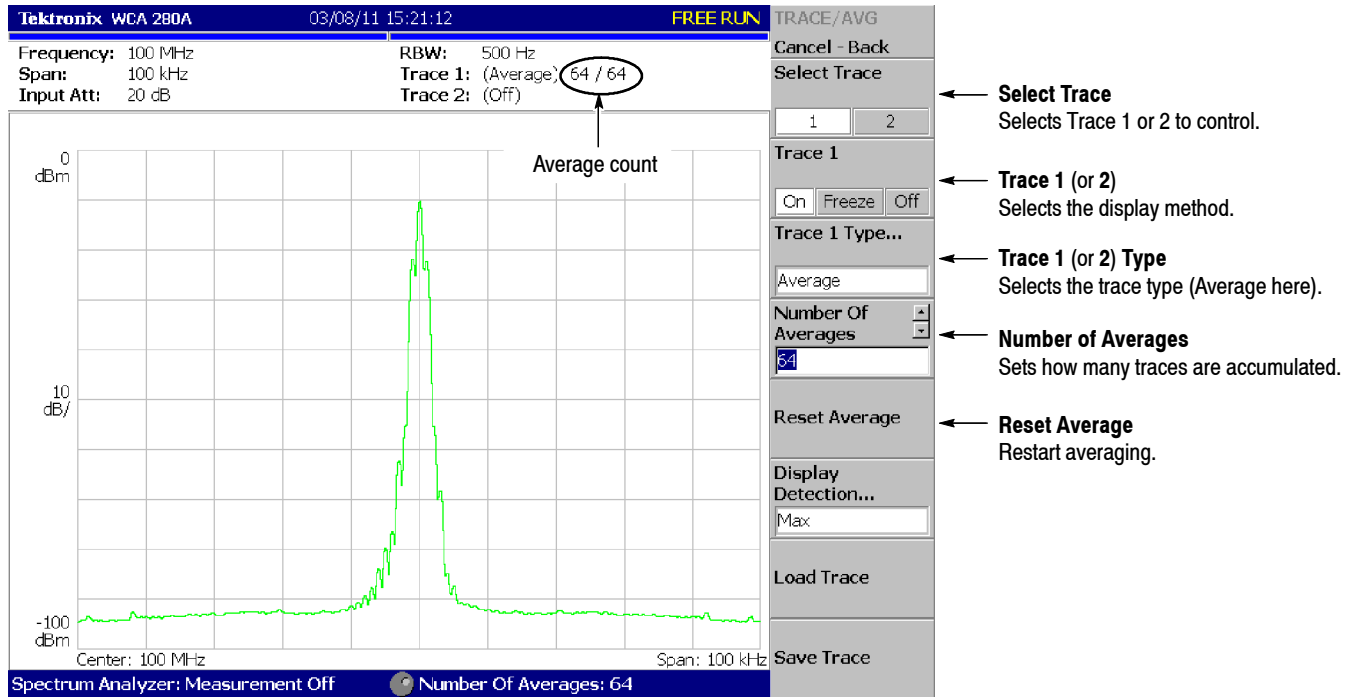 Tektronix WCA 280A 03/08/11 15:21:12 FREE RUN
Frequency: 100 MHz
Span: 100 kHz
Input Att: 20 dB
RBW: 500 Hz
Trace 1: (Average) 64 / 64
Trace 2: (Off)
Average count
0
dBm
10
dB/
-100
dBm
Center: 100 MHz
Span: 100 kHz
Spectrum Analyzer: Measurement Off
Number Of Averages: 64
TRACE/AVG
Cancel - Back
Select Trace
1 2
Trace 1
On Freeze Off
Trace 1 Type...
Average
Number Of
Averages
64
Reset Average
Display
Detection...
Max
Load Trace
Save Trace
Select Trace
Selects Trace 1 or 2 to control.
Trace 1 (or 2)
Selects the display method.
Trace 1 (or 2) Type
Selects the trace type (Average here).
Number of Averages
Sets how many traces are accumulated.
Reset Average
Restart averaging.